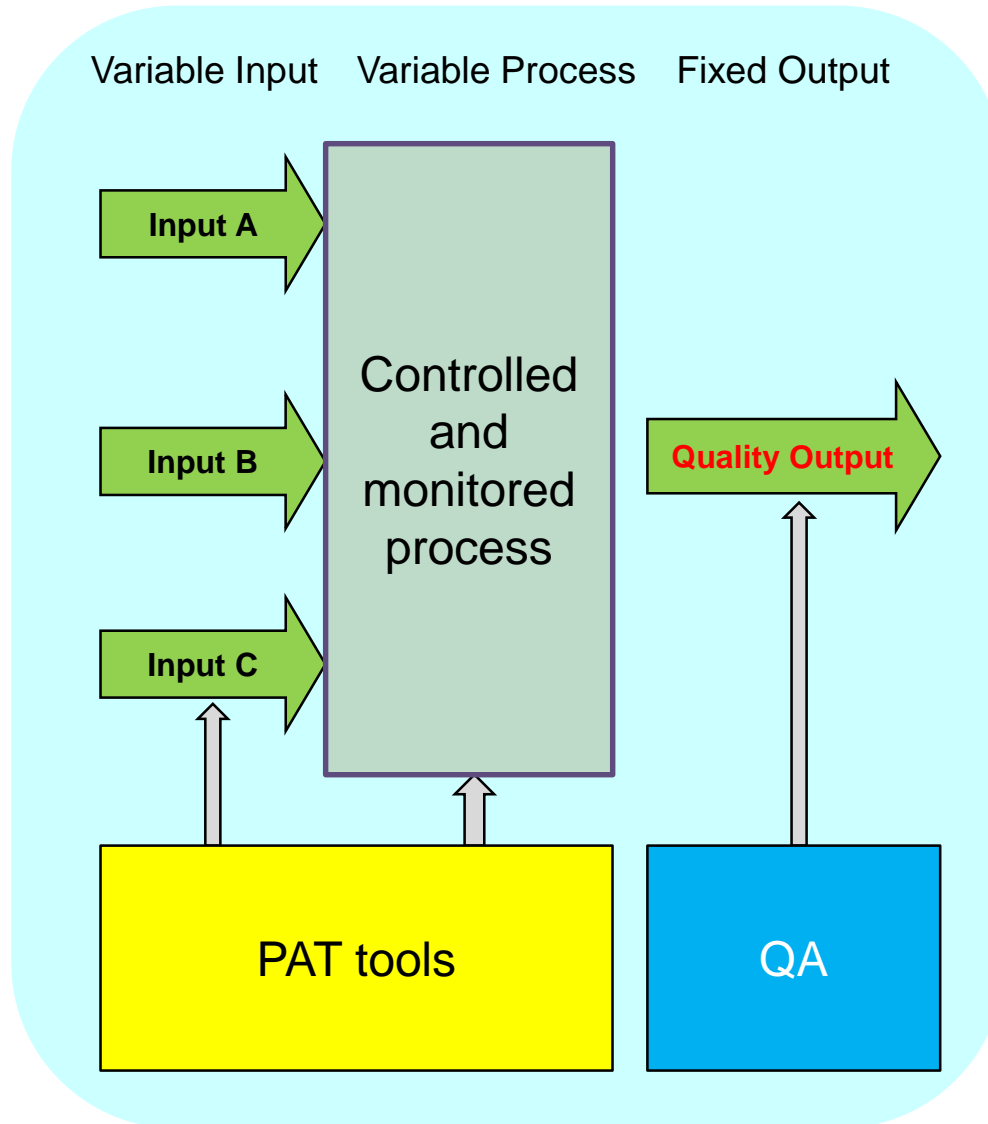 Variable Input Variable Process Fixed Output
Input A
Controlled
and
monitored
process
Input B
Quality Output
Input C
PAT tools
QA